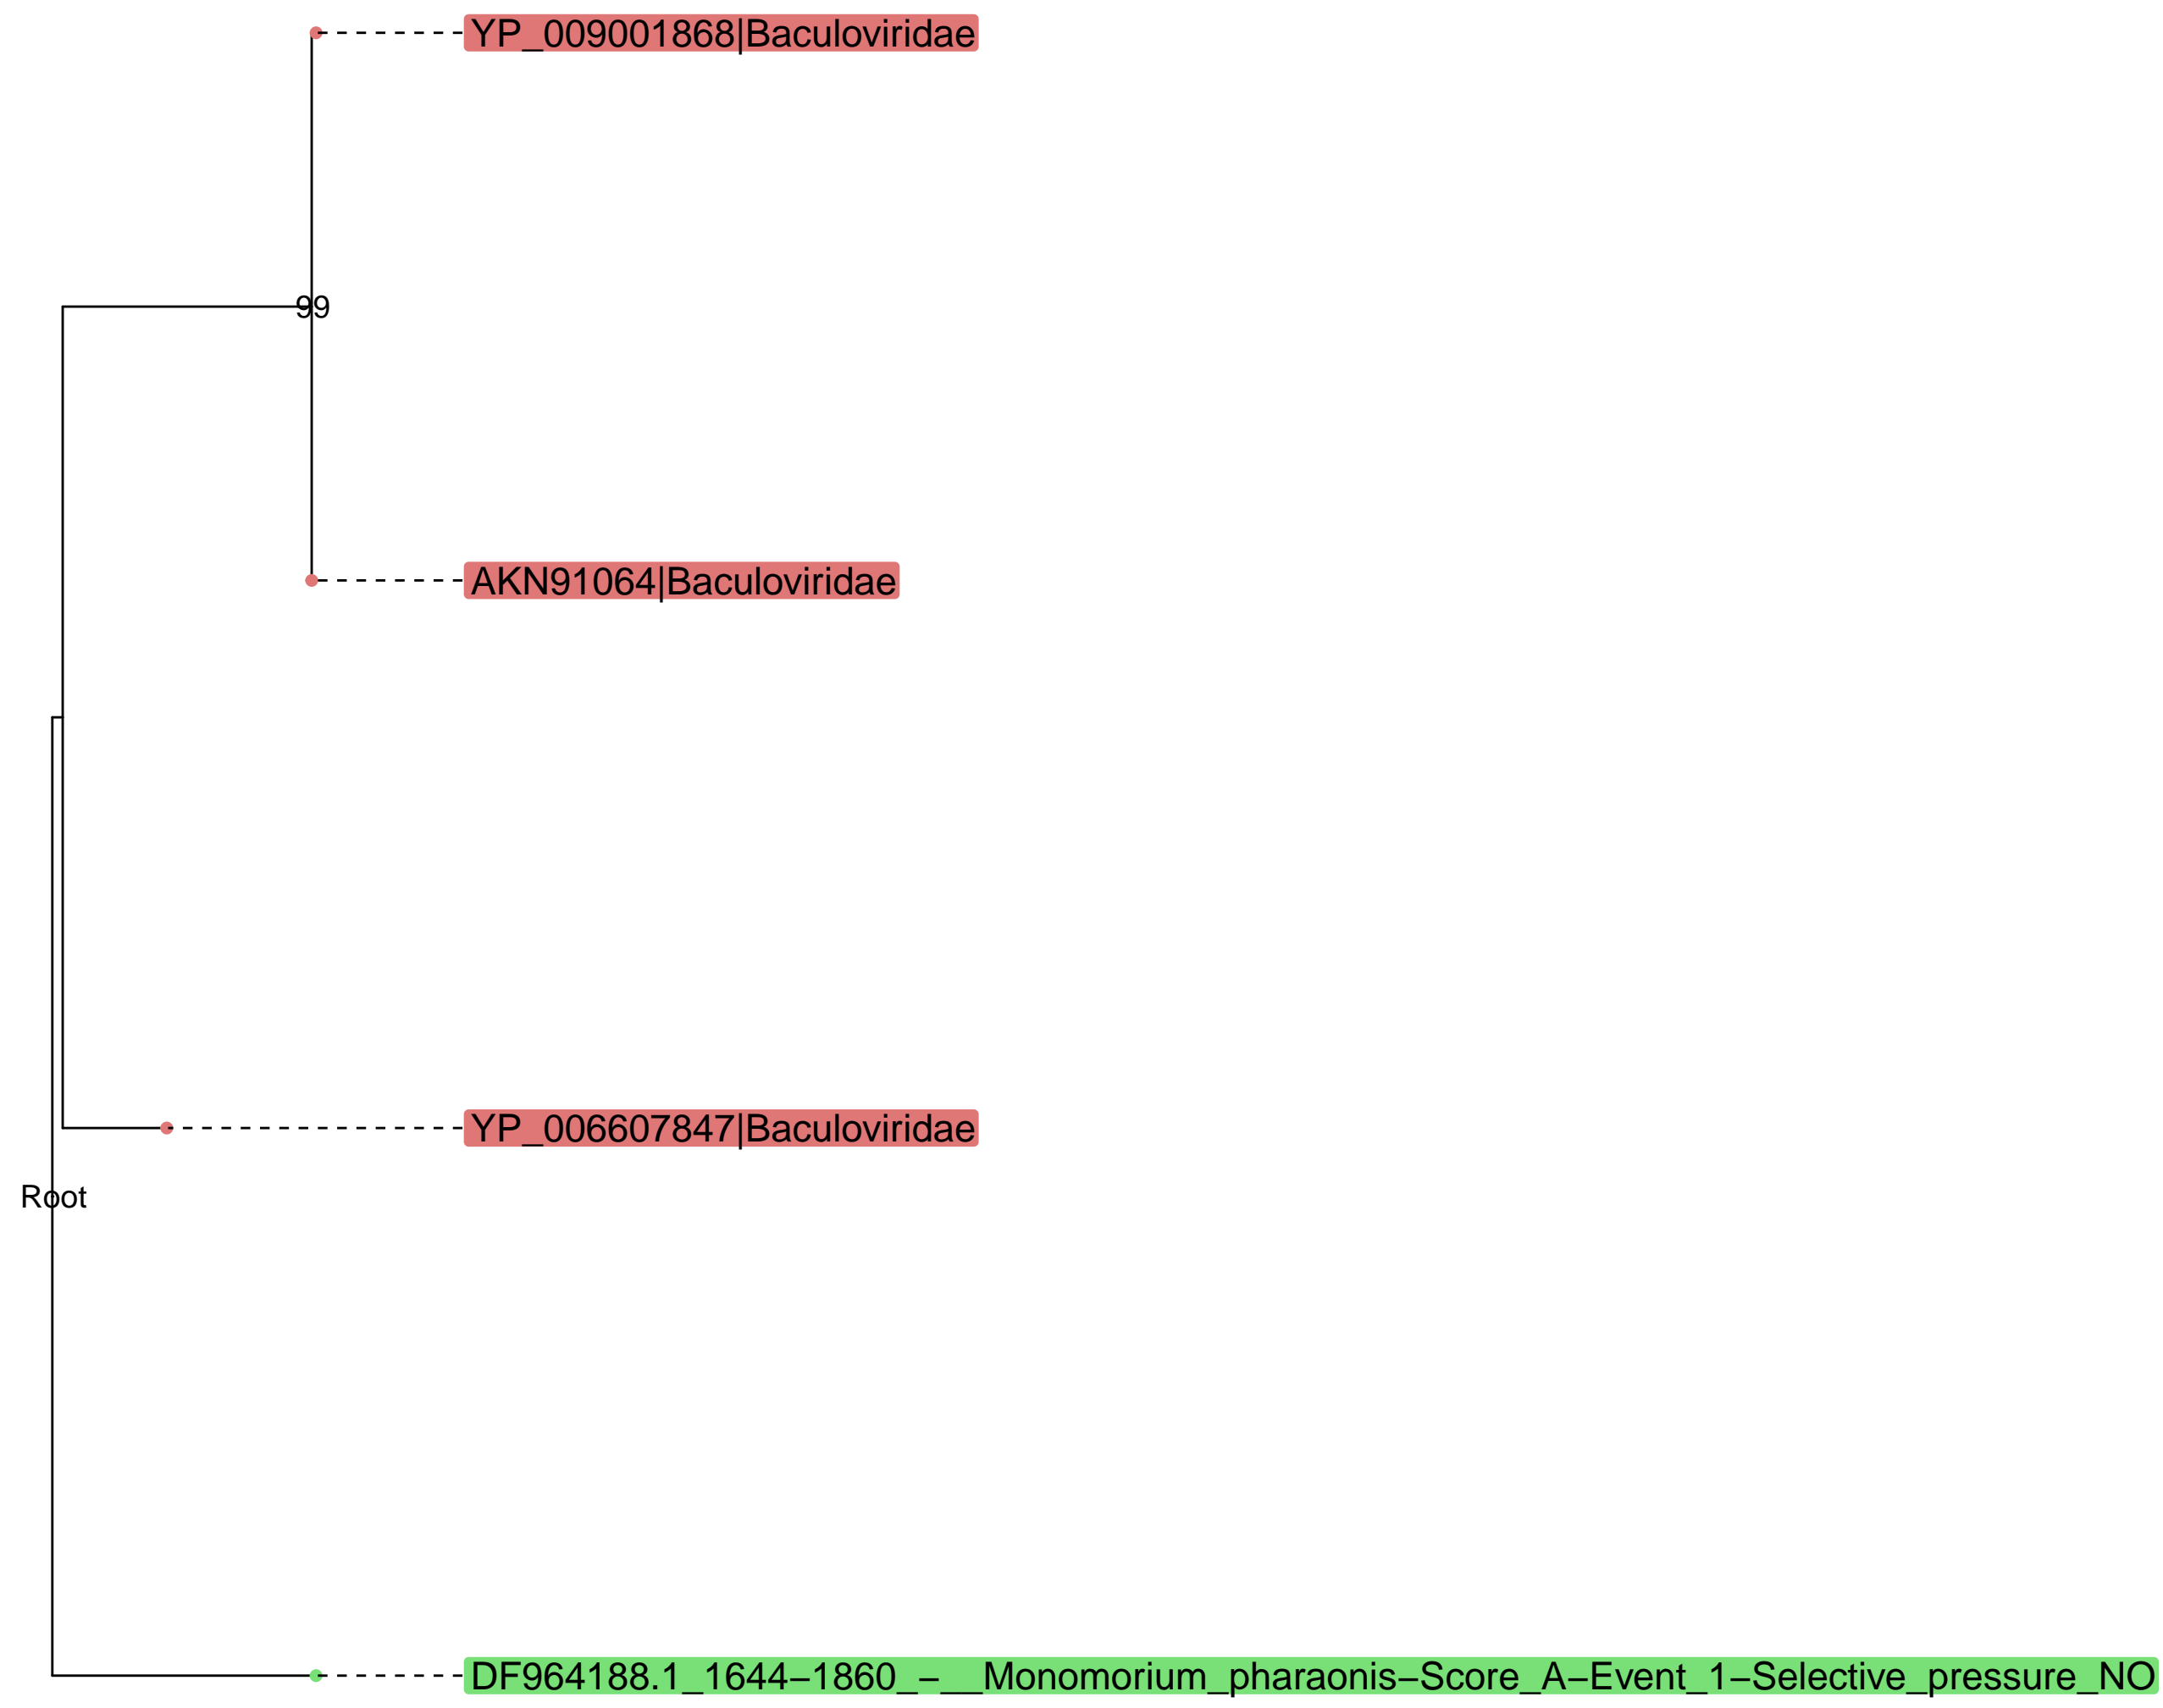 YP_009001868|Baculoviridae
99
AKN91064|Baculoviridae
YP_006607847|Baculoviridae
Root
DF964188.1_1644–1860_–__Monomorium_pharaonis–Score_A–Event_1–Selective_pressure_NO